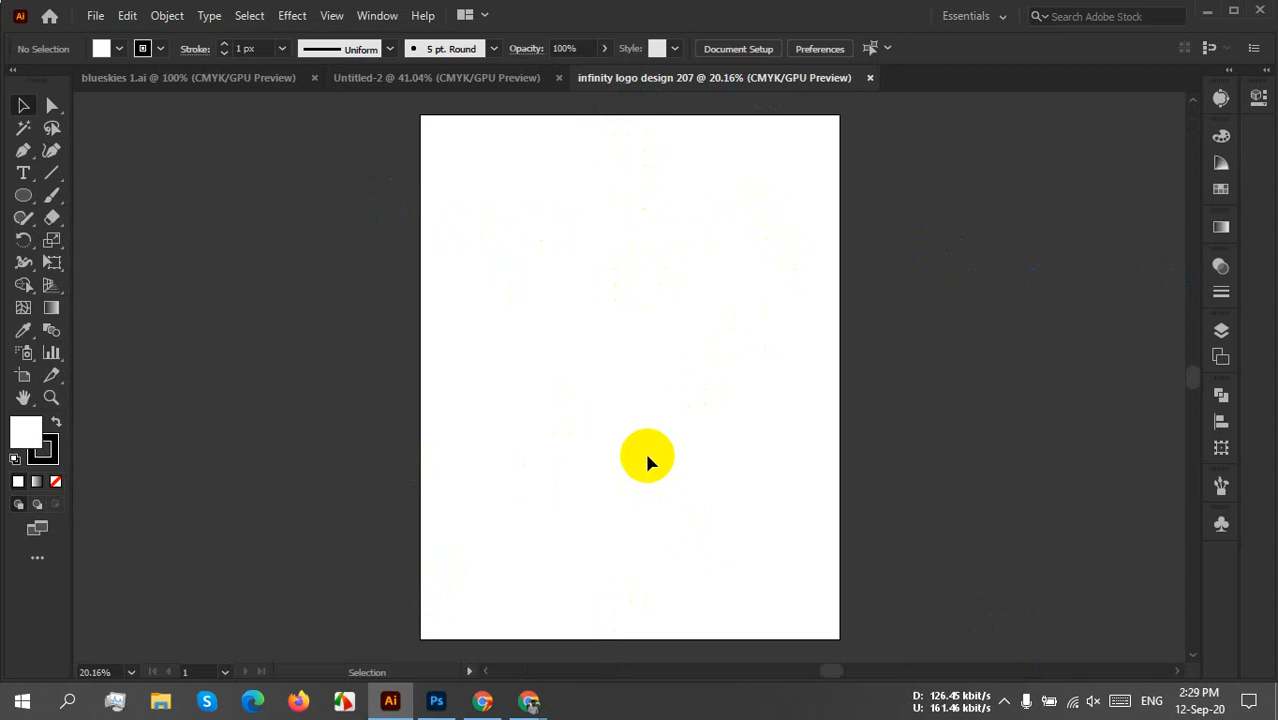 Ai File Edit Object Type Select Effect View Window Help Essentials Search Adobe Stock
No Selection Stroke: 1 px Uniform 5 pt. Round Opacity: 100% Style: Document Setup Preferences
blueskies 1.ai @ 100% (CMYK/GPU Preview) Untitled-2 @ 41.04% (CMYK/GPU Preview) infinity logo design 207 @ 20.16% (CMYK/GPU Preview)
T
20.16% 1 Selection
S Ai Ps D: 126.45 kbit/s ENG 2:29 PM
U: 161.46 kbit/s 12-Sep-20